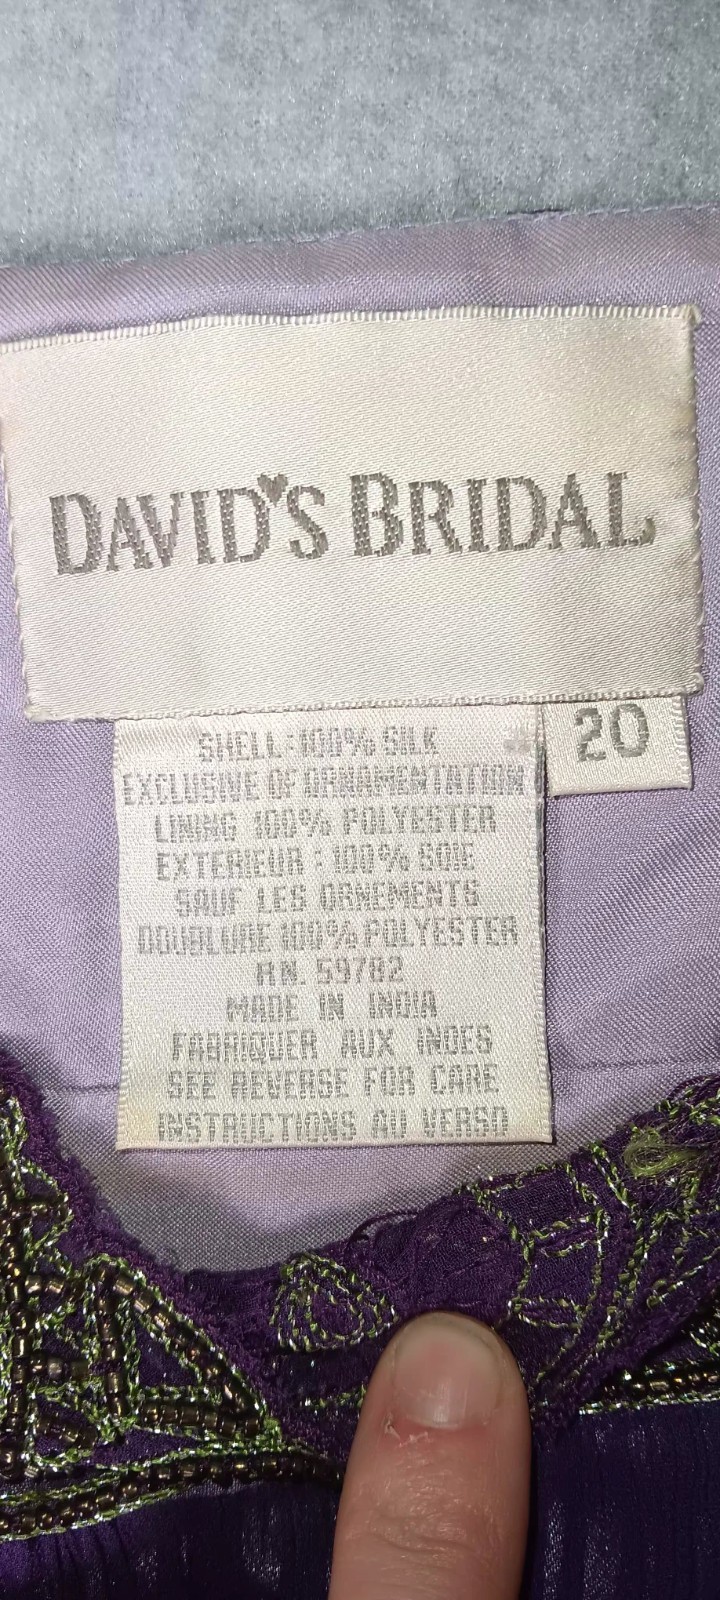 DAVID'S BRIDAL
20
SHELL: 100% SILK
EXCLUSIVE OF ORNAMENTATION
LINING 100% POLYESTER
EXTERIEUR : 100% SOIE
SAUF LES ORNEMENTS
DOUBLURE 100% POLYESTER
RN. 59782
MADE IN INDIA
FABRIQUER AUX INDES
SEE REVERSE FOR CARE
INSTRUCTIONS AU VERSO